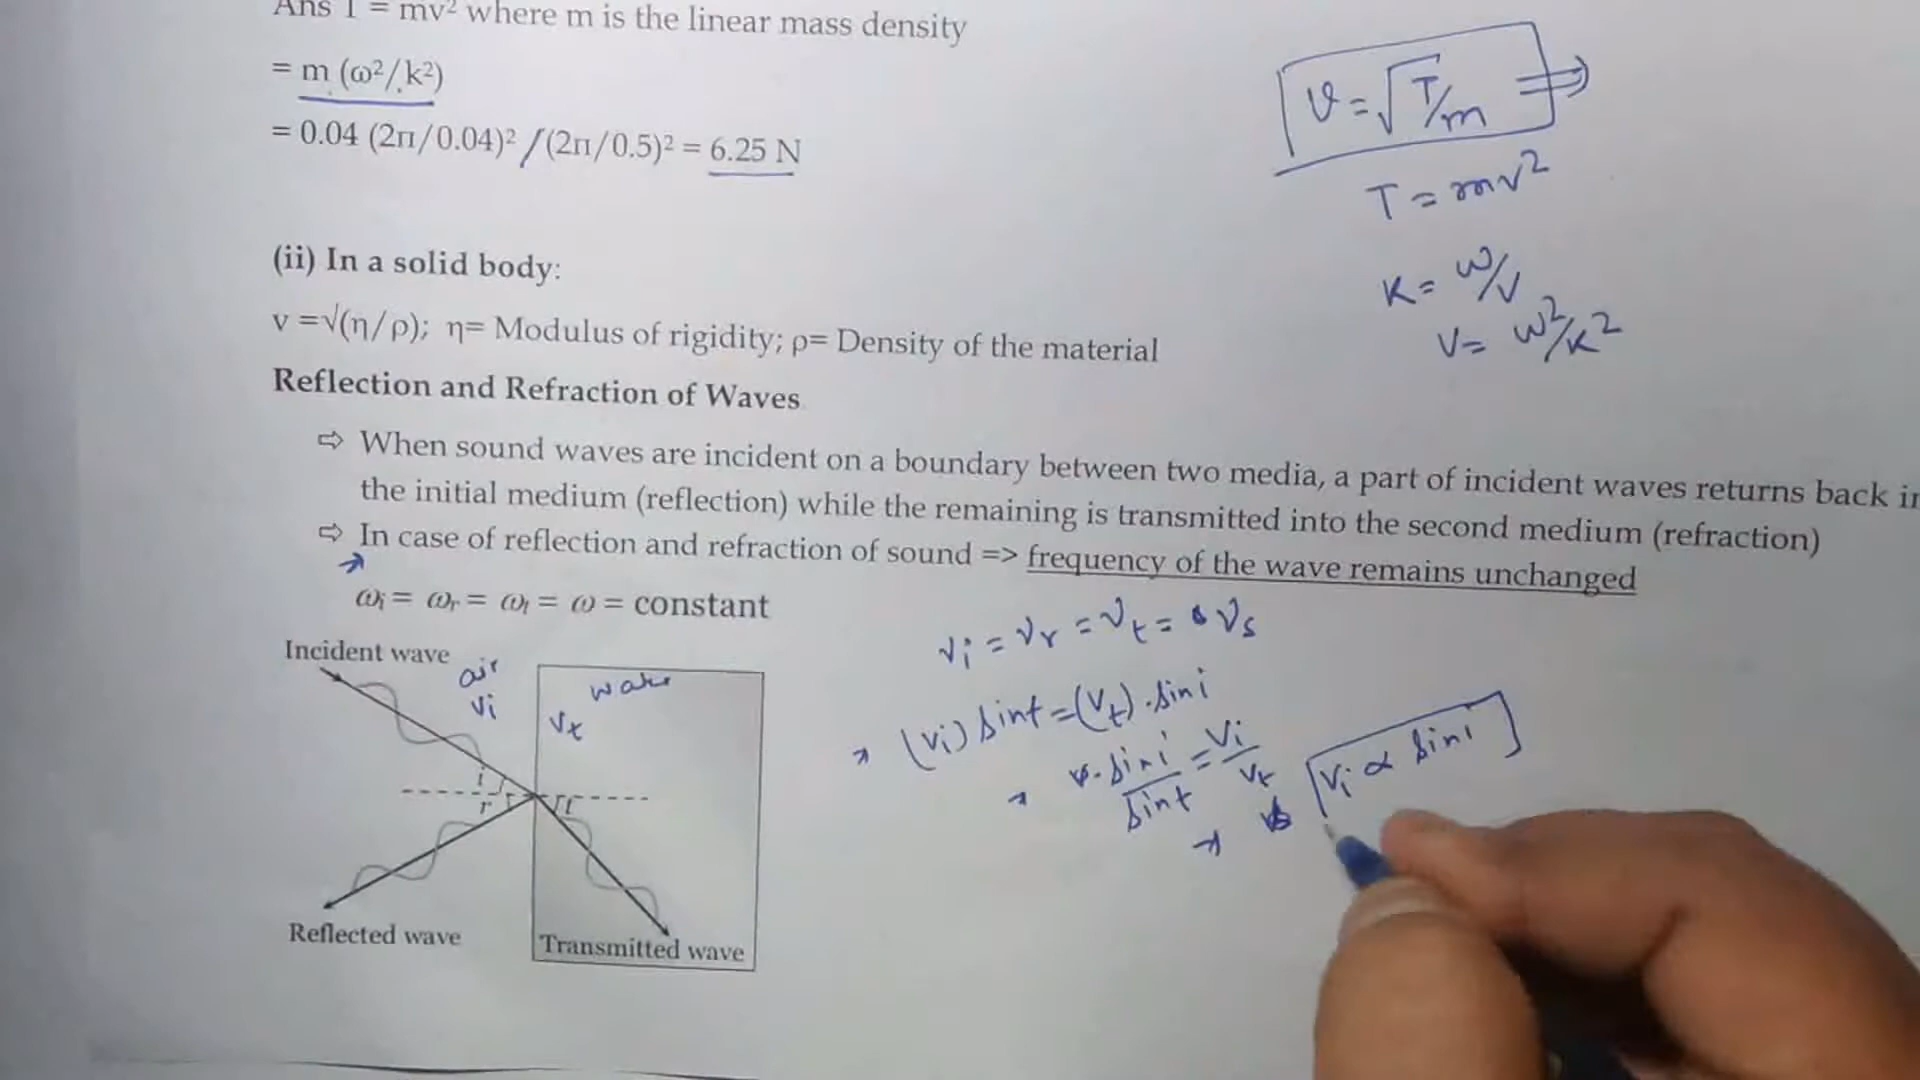 Ans T = mv² where m is the linear mass density
= m (ω²/k²)
= 0.04 (2π/0.04)² / (2π/0.5)² = 6.25 N
v = √T/m ⇒
T = mv²
K = ω/v
V = ω²/K²
(ii) In a solid body:
v =√(η/ρ); η= Modulus of rigidity; ρ= Density of the material
Reflection and Refraction of Waves
⇨ When sound waves are incident on a boundary between two media, a part of incident waves returns back in
the initial medium (reflection) while the remaining is transmitted into the second medium (refraction)
⇨ In case of reflection and refraction of sound => frequency of the wave remains unchanged
ωi = ωr = ωt = ω = constant
νi = νr = νt = νs
Incident wave
air
vi
water
vt
i
r
t
Reflected wave
Transmitted wave
→ (vi) sint = (vt) . sini
→ sini/sint = vi/vt
→ vi ∝ sini